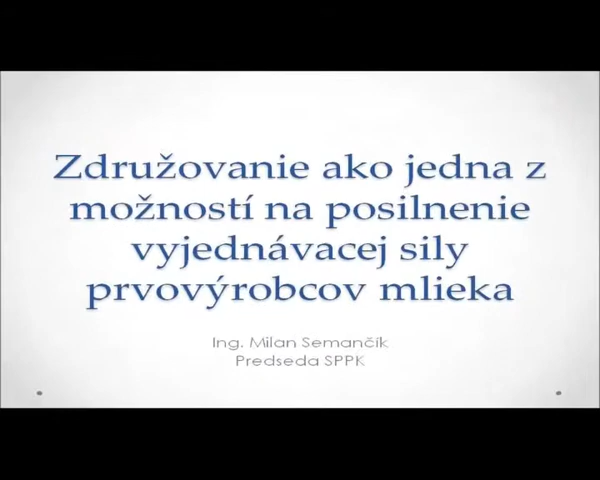 Združovanie ako jedna z
možností na posilnenie
vyjednávacej sily
prvovýrobcov mlieka
Ing. Milan Semančík
Predseda SPPK